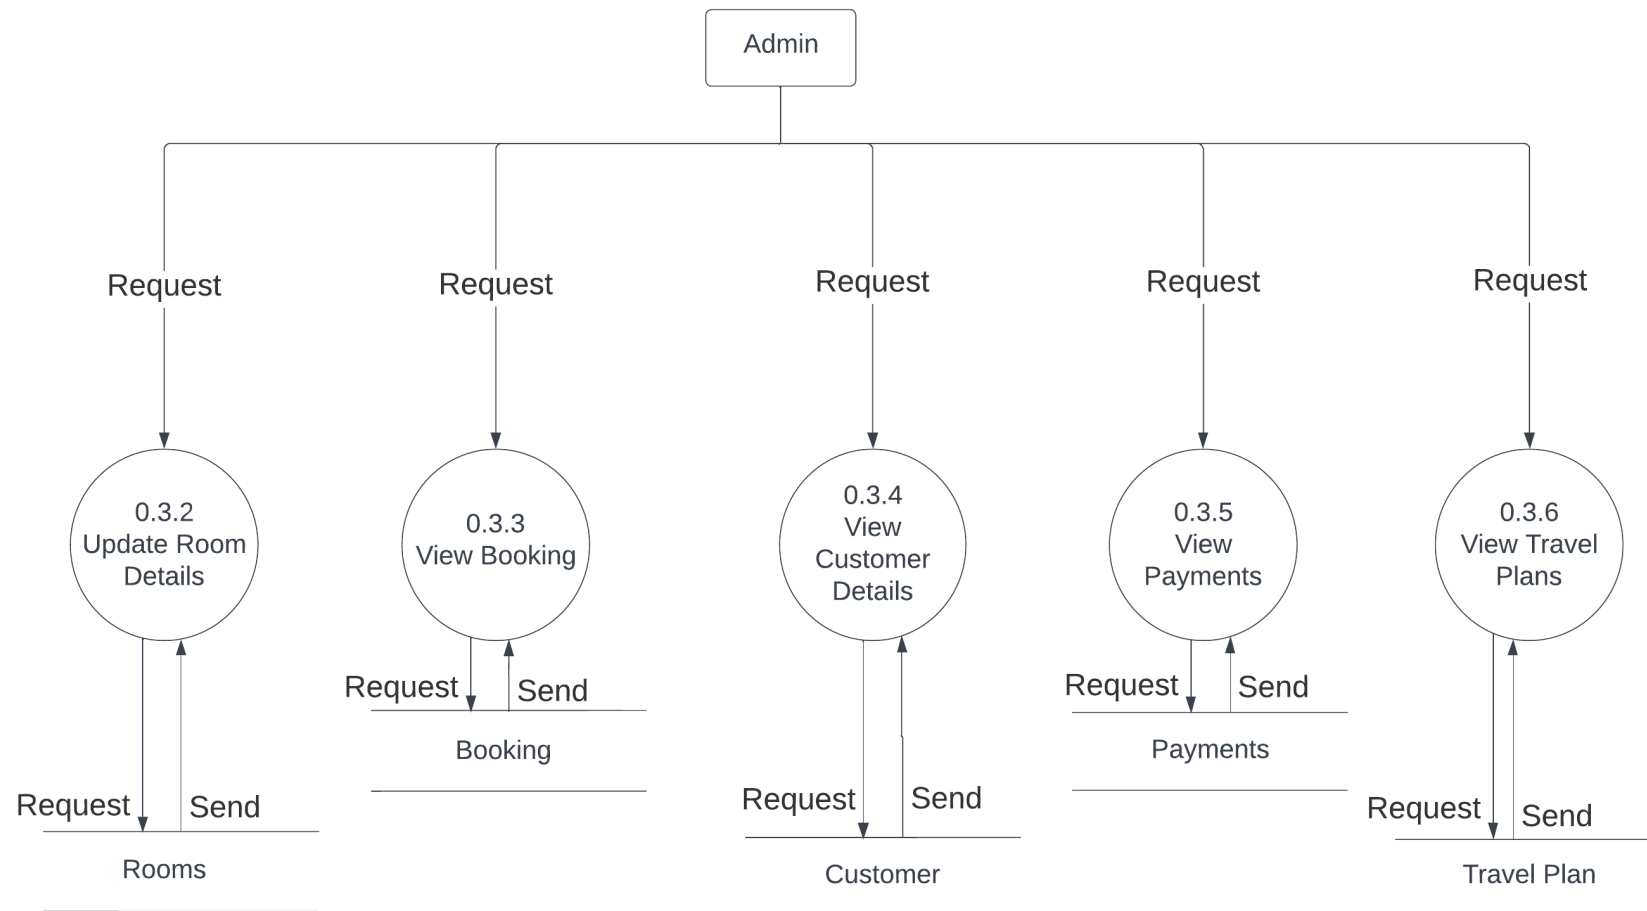 Admin
Request
Request
Request
Request
Request
0.3.2
Update Room
Details
0.3.3
View Booking
0.3.4
View
Customer
Details
0.3.5
View
Payments
0.3.6
View Travel
Plans
Request
Send
Booking
Request
Send
Payments
Request
Send
Rooms
Request
Send
Customer
Request
Send
Travel Plan